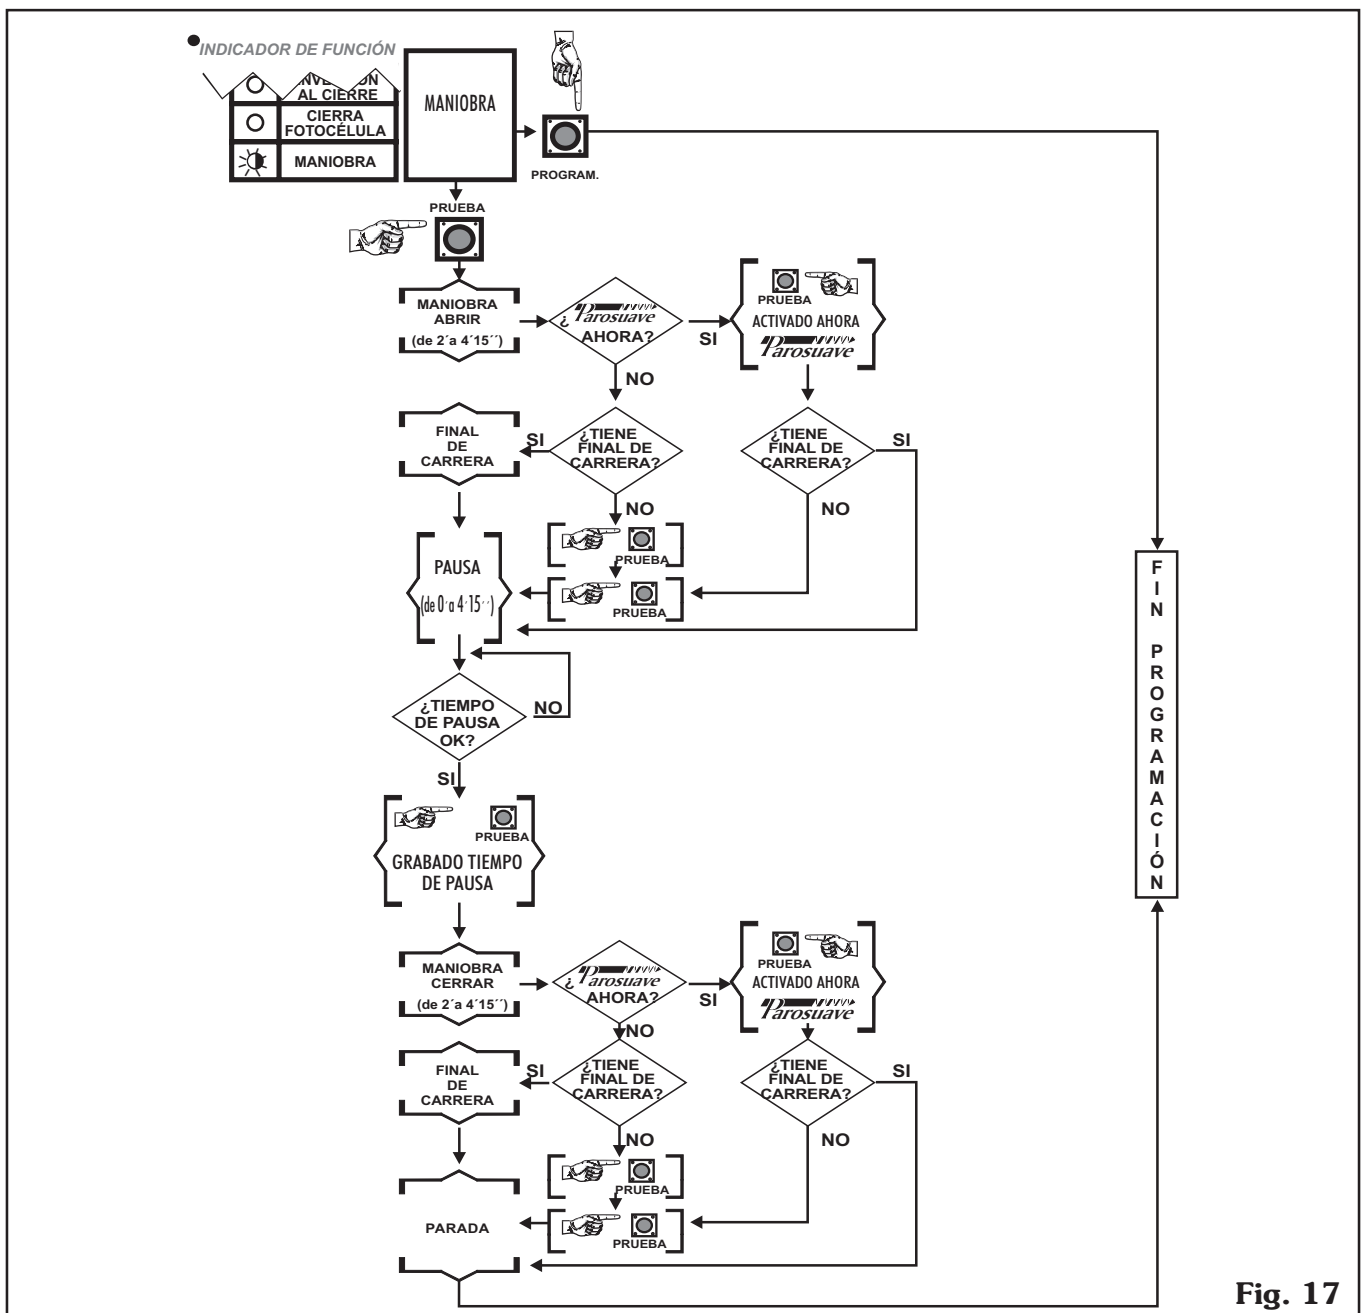 INDICADOR DE FUNCIÓN
AL CIERRE
CIERRA
FOTOCÉLULA
MANIOBRA
MANIOBRA
PROGRAM.
PRUEBA
MANIOBRA
ABRIR
(de 2´a 4´15´´)
¿ Parosuave
AHORA?
SI
PRUEBA
ACTIVADO AHORA
Parosuave
NO
FINAL
DE
CARRERA
SI
¿TIENE
FINAL DE
CARRERA?
¿TIENE
FINAL DE
CARRERA?
SI
NO
NO
PRUEBA
PRUEBA
PAUSA
(de 0´a 4´15´´)
¿TIEMPO
DE PAUSA
OK?
NO
SI
PRUEBA
GRABADO TIEMPO
DE PAUSA
MANIOBRA
CERRAR
(de 2´a 4´15´´)
¿ Parosuave
AHORA?
SI
PRUEBA
ACTIVADO AHORA
Parosuave
NO
FINAL
DE
CARRERA
SI
¿TIENE
FINAL DE
CARRERA?
¿TIENE
FINAL DE
CARRERA?
SI
NO
NO
PRUEBA
PRUEBA
PARADA
FIN PROGRAMACIÓN
Fig. 17